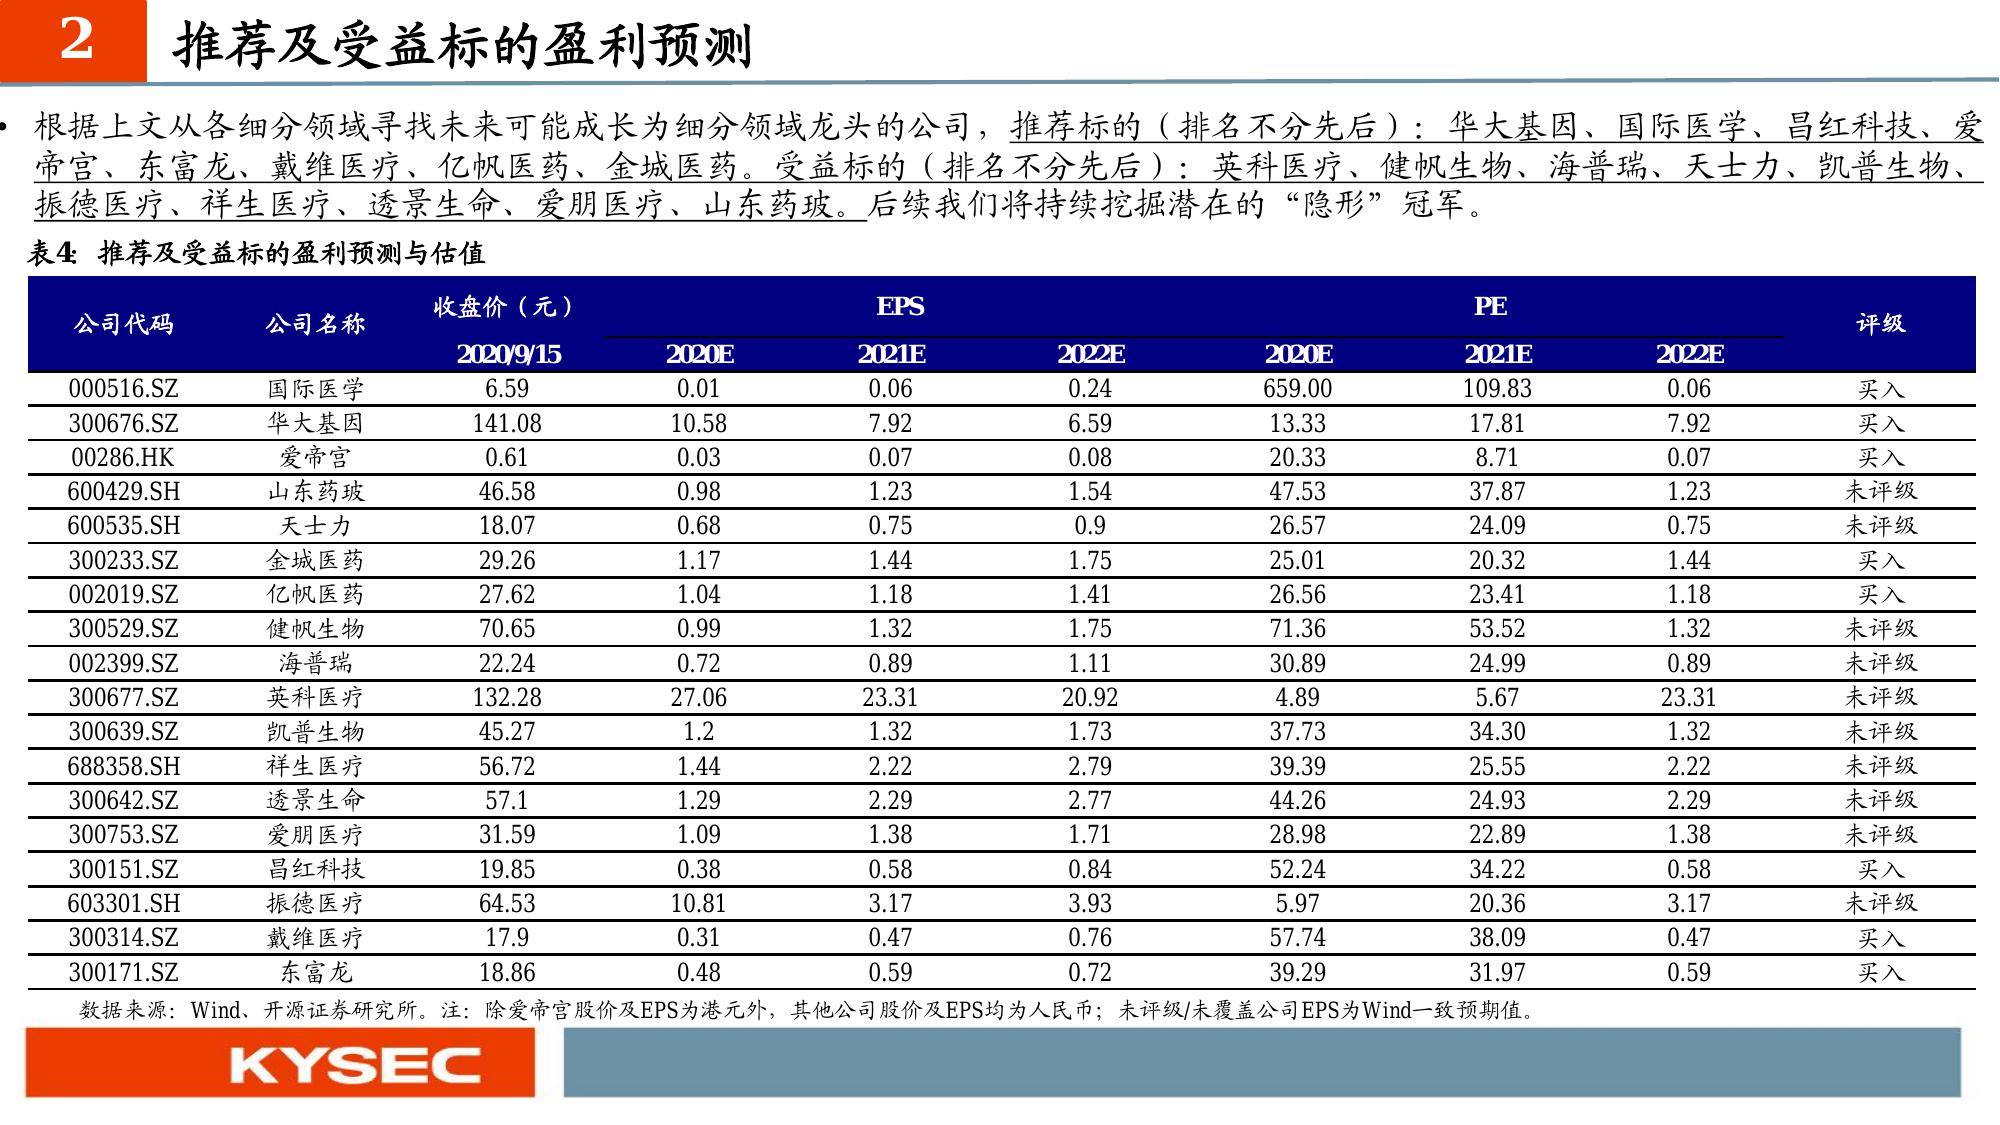 2
推荐及受益标的盈利预测
• 根据上文从各细分领域寻找未来可能成长为细分领域龙头的公司，推荐标的（排名不分先后）：华大基因、国际医学、昌红科技、爱
帝宫、东富龙、戴维医疗、亿帆医药、金城医药。受益标的（排名不分先后）：英科医疗、健帆生物、海普瑞、天士力、凯普生物、
振德医疗、祥生医疗、透景生命、爱朋医疗、山东药玻。后续我们将持续挖掘潜在的“隐形”冠军。
表4：推荐及受益标的盈利预测与估值
公司代码 公司名称 收盘价（元） EPS PE 评级
2020/9/15 2020E 2021E 2022E 2020E 2021E 2022E
000516.SZ 国际医学 6.59 0.01 0.06 0.24 659.00 109.83 0.06 买入
300676.SZ 华大基因 141.08 10.58 7.92 6.59 13.33 17.81 7.92 买入
00286.HK 爱帝宫 0.61 0.03 0.07 0.08 20.33 8.71 0.07 买入
600429.SH 山东药玻 46.58 0.98 1.23 1.54 47.53 37.87 1.23 未评级
600535.SH 天士力 18.07 0.68 0.75 0.9 26.57 24.09 0.75 未评级
300233.SZ 金城医药 29.26 1.17 1.44 1.75 25.01 20.32 1.44 买入
002019.SZ 亿帆医药 27.62 1.04 1.18 1.41 26.56 23.41 1.18 买入
300529.SZ 健帆生物 70.65 0.99 1.32 1.75 71.36 53.52 1.32 未评级
002399.SZ 海普瑞 22.24 0.72 0.89 1.11 30.89 24.99 0.89 未评级
300677.SZ 英科医疗 132.28 27.06 23.31 20.92 4.89 5.67 23.31 未评级
300639.SZ 凯普生物 45.27 1.2 1.32 1.73 37.73 34.30 1.32 未评级
688358.SH 祥生医疗 56.72 1.44 2.22 2.79 39.39 25.55 2.22 未评级
300642.SZ 透景生命 57.1 1.29 2.29 2.77 44.26 24.93 2.29 未评级
300753.SZ 爱朋医疗 31.59 1.09 1.38 1.71 28.98 22.89 1.38 未评级
300151.SZ 昌红科技 19.85 0.38 0.58 0.84 52.24 34.22 0.58 买入
603301.SH 振德医疗 64.53 10.81 3.17 3.93 5.97 20.36 3.17 未评级
300314.SZ 戴维医疗 17.9 0.31 0.47 0.76 57.74 38.09 0.47 买入
300171.SZ 东富龙 18.86 0.48 0.59 0.72 39.29 31.97 0.59 买入
数据来源：Wind、开源证券研究所。注：除爱帝宫股价及EPS为港元外，其他公司股价及EPS均为人民币；未评级/未覆盖公司EPS为Wind一致预期值。
KYSEC